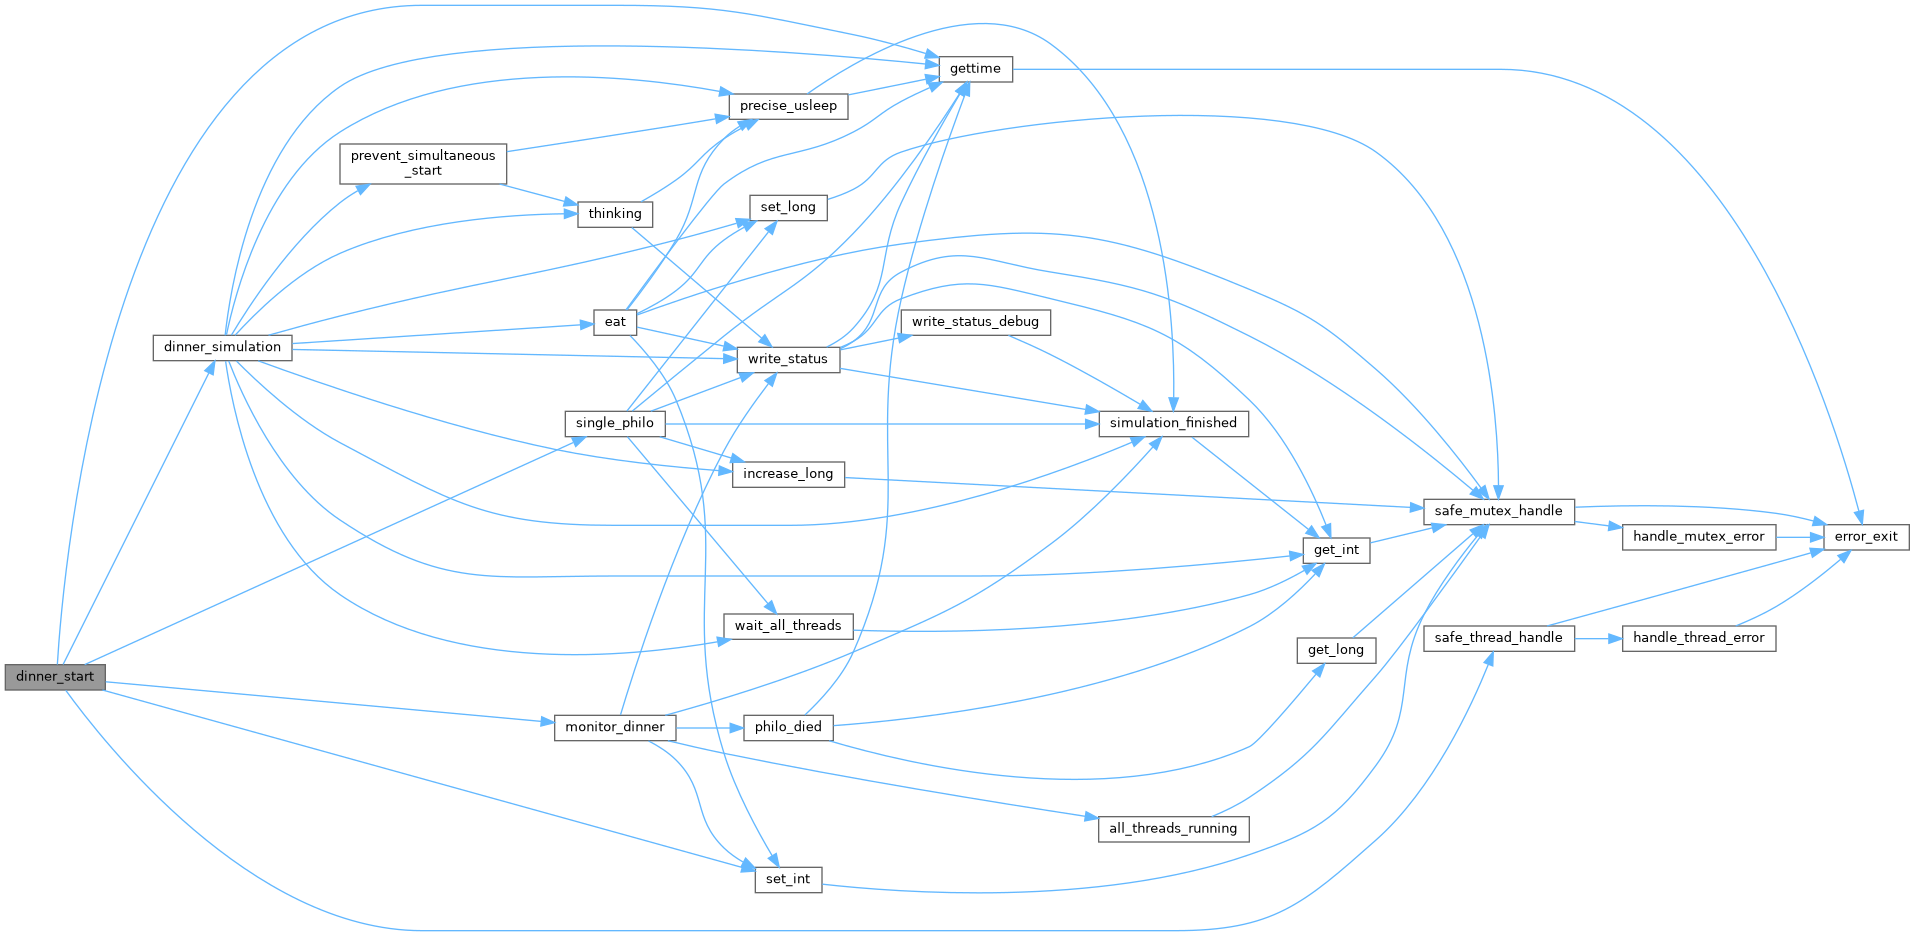 gettime
precise_usleep
prevent_simultaneous
_start
set_long
thinking
eat
write_status_debug
dinner_simulation
write_status
single_philo
simulation_finished
increase_long
safe_mutex_handle
handle_mutex_error
error_exit
get_int
wait_all_threads
safe_thread_handle
handle_thread_error
get_long
dinner_start
monitor_dinner
philo_died
all_threads_running
set_int